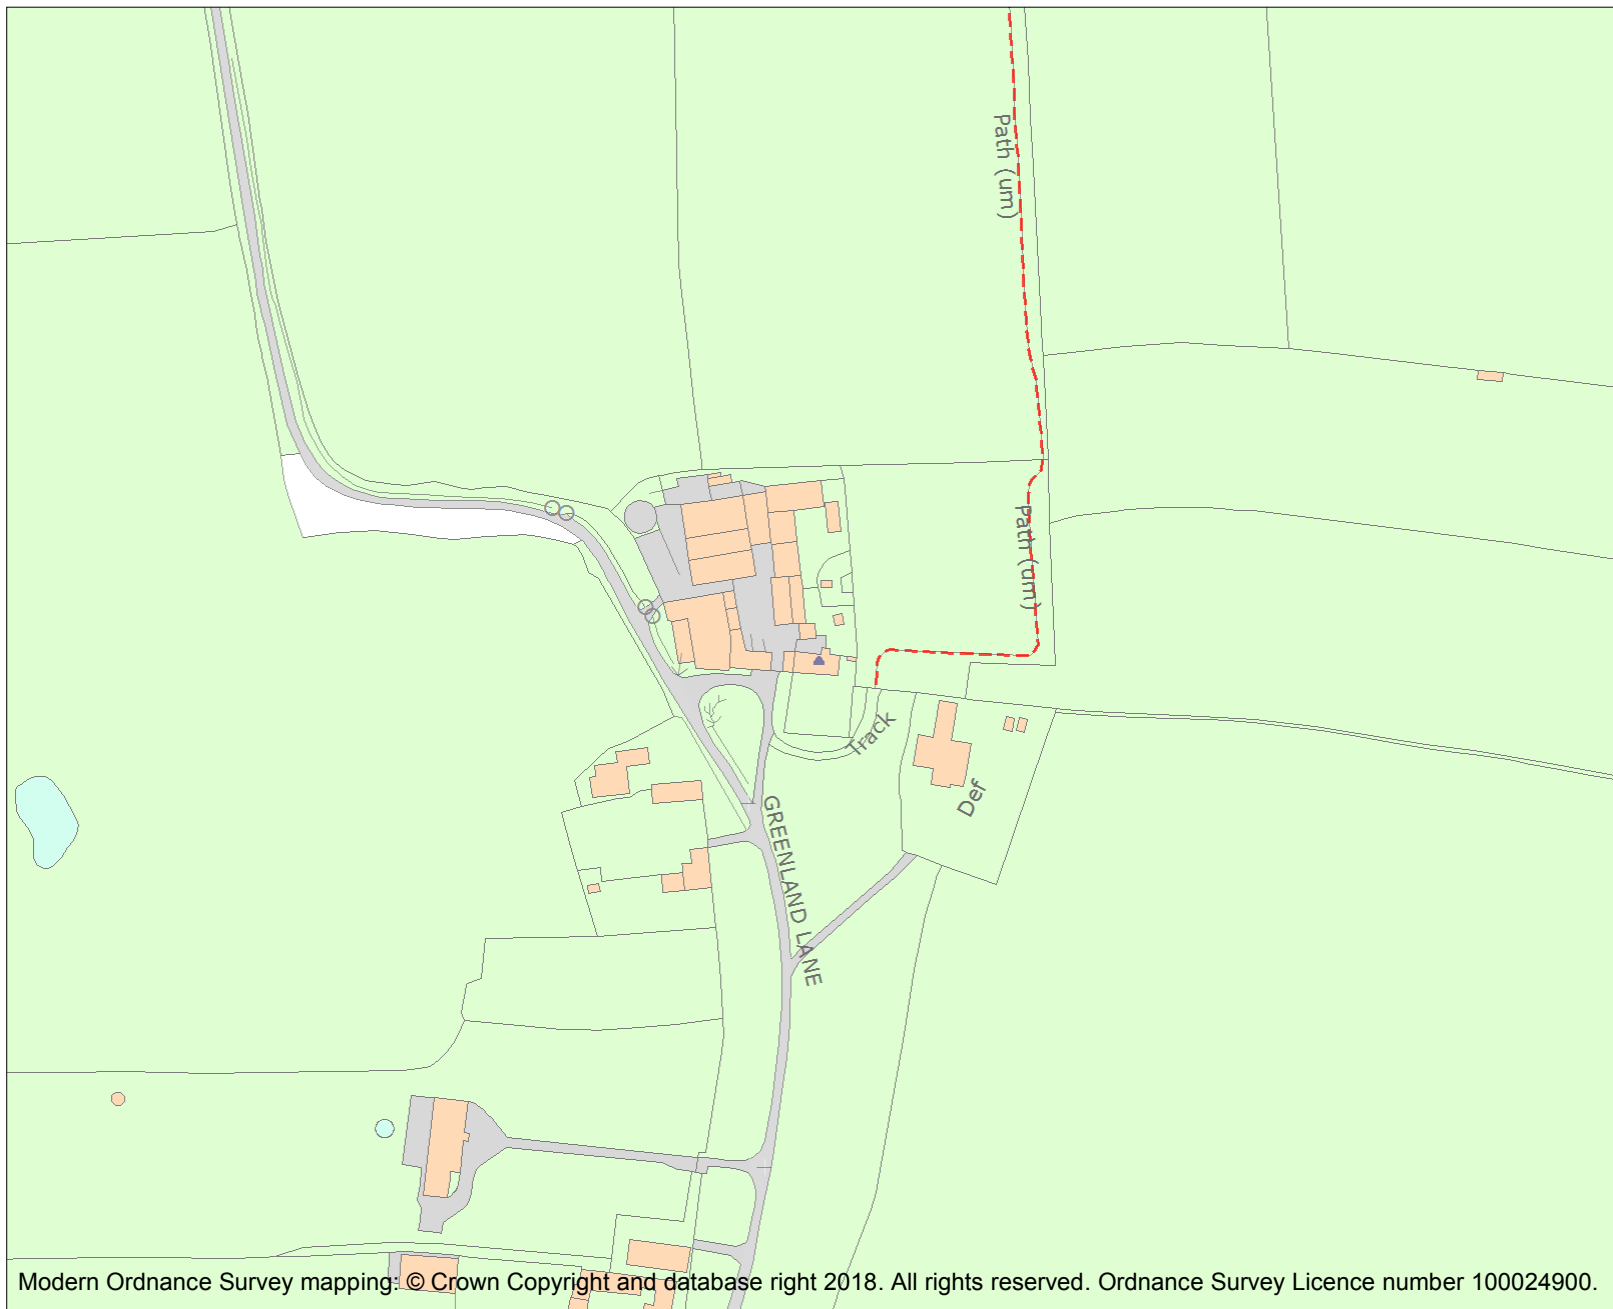 Path (um)
Path (um)
Track
Def
GREENLAND LANE
Modern Ordnance Survey mapping: © Crown Copyright and database right 2018. All rights reserved. Ordnance Survey Licence number 100024900.